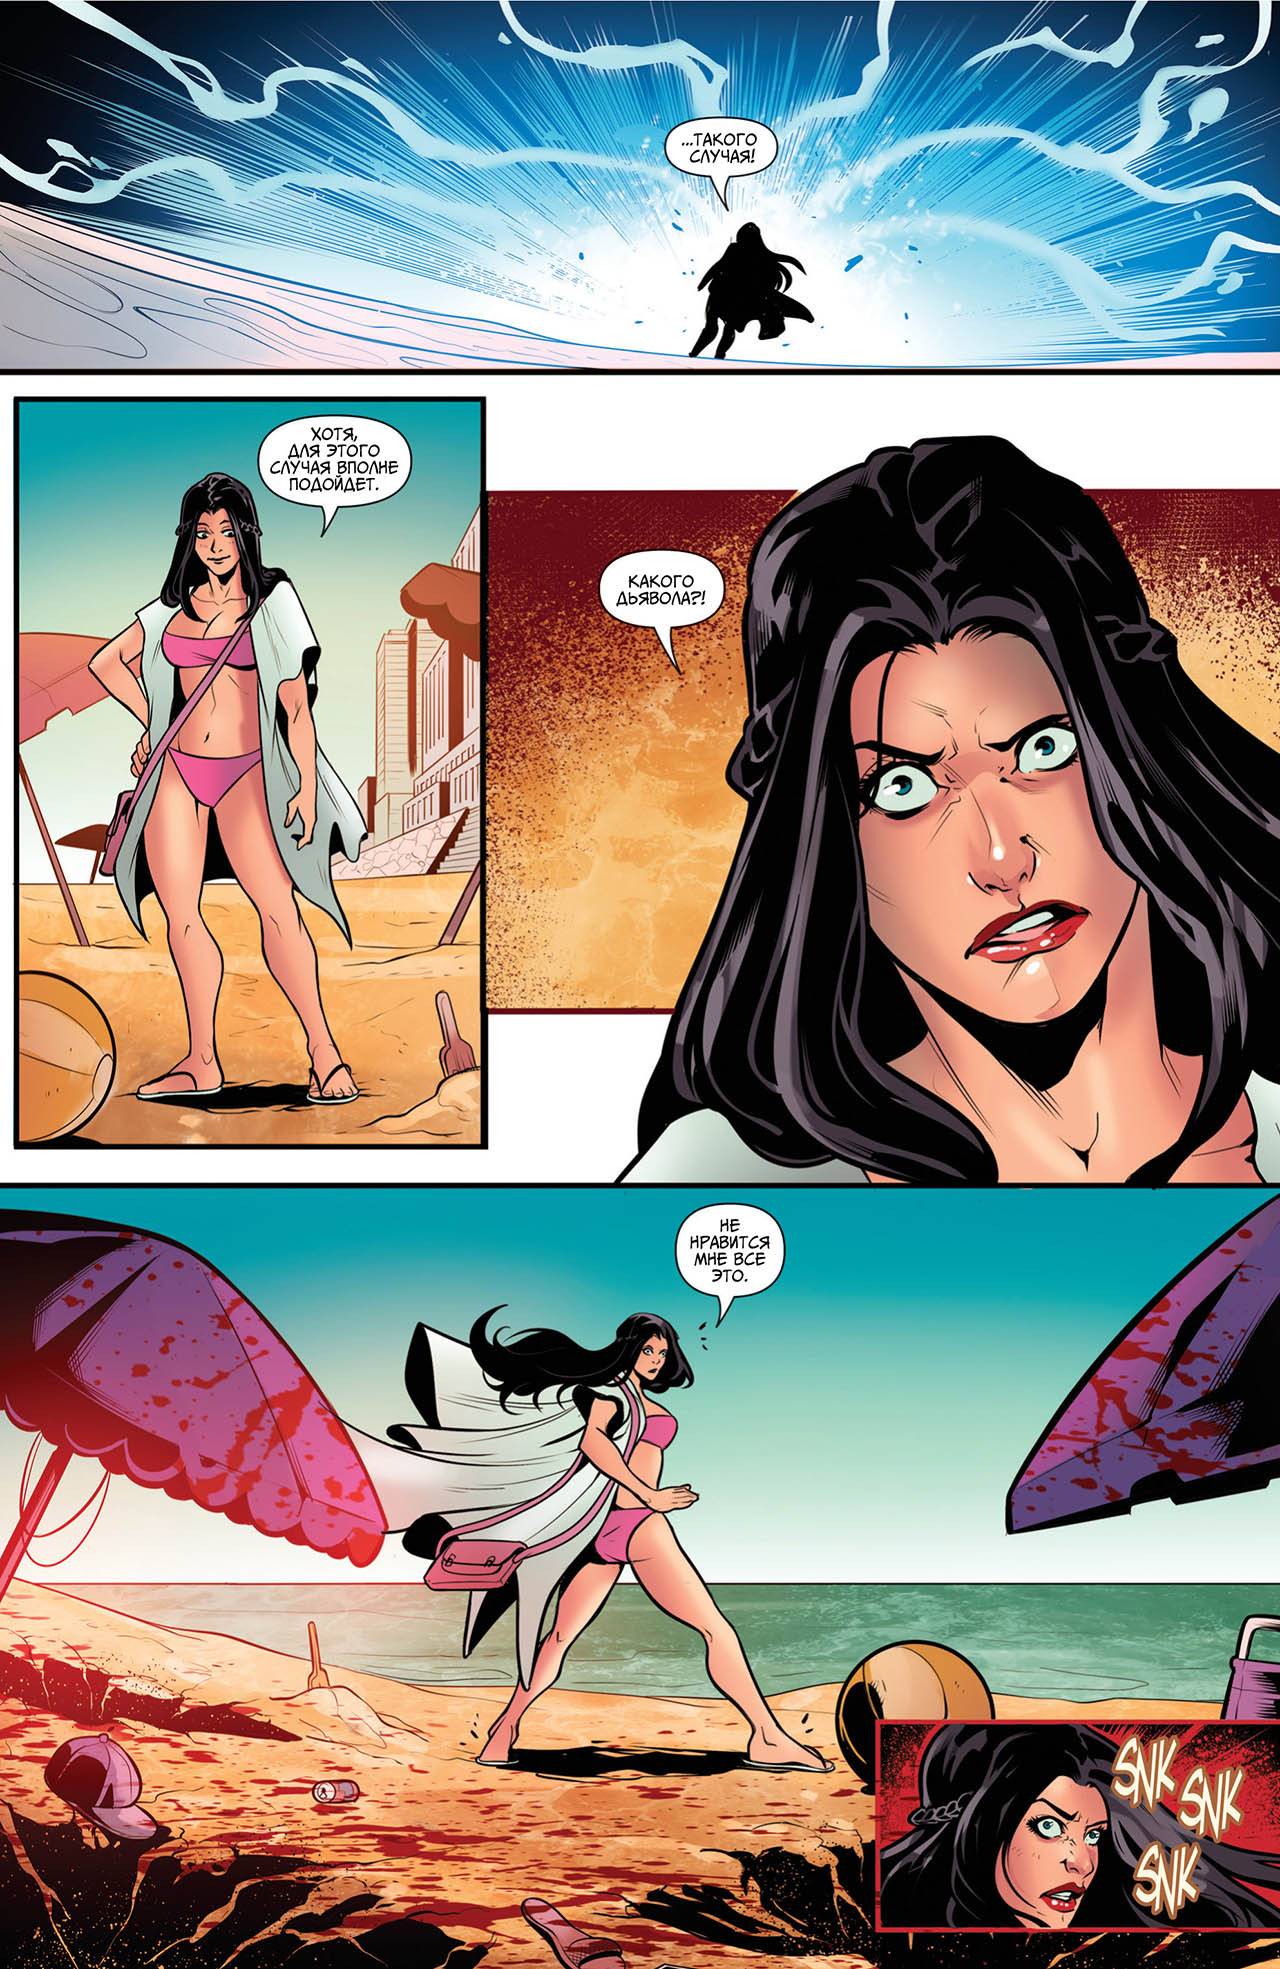 ...ТАКОГО
СЛУЧАЯ!
ХОТЯ,
ДЛЯ ЭТОГО
СЛУЧАЯ ВПОЛНЕ
ПОДОЙДЕТ.
КАКОГО
ДЬЯВОЛА?!
НЕ
НРАВИТСЯ
МНЕ ВСЕ
ЭТО.
SNK
SNK
SNK